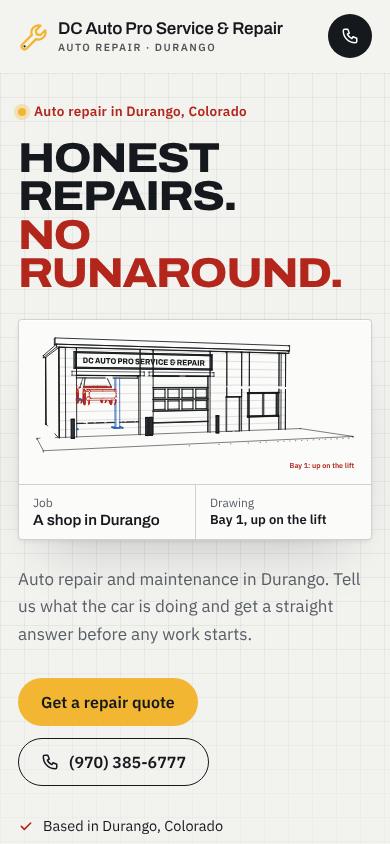 DC Auto Pro Service & Repair
AUTO REPAIR · DURANGO
Auto repair in Durango, Colorado
HONEST
REPAIRS.
NO
RUNAROUND.
DC AUTO PRO SERVICE & REPAIR
Bay 1: up on the lift
Job
A shop in Durango
Drawing
Bay 1, up on the lift
Auto repair and maintenance in Durango. Tell
us what the car is doing and get a straight
answer before any work starts.
Get a repair quote
(970) 385-6777
Based in Durango, Colorado